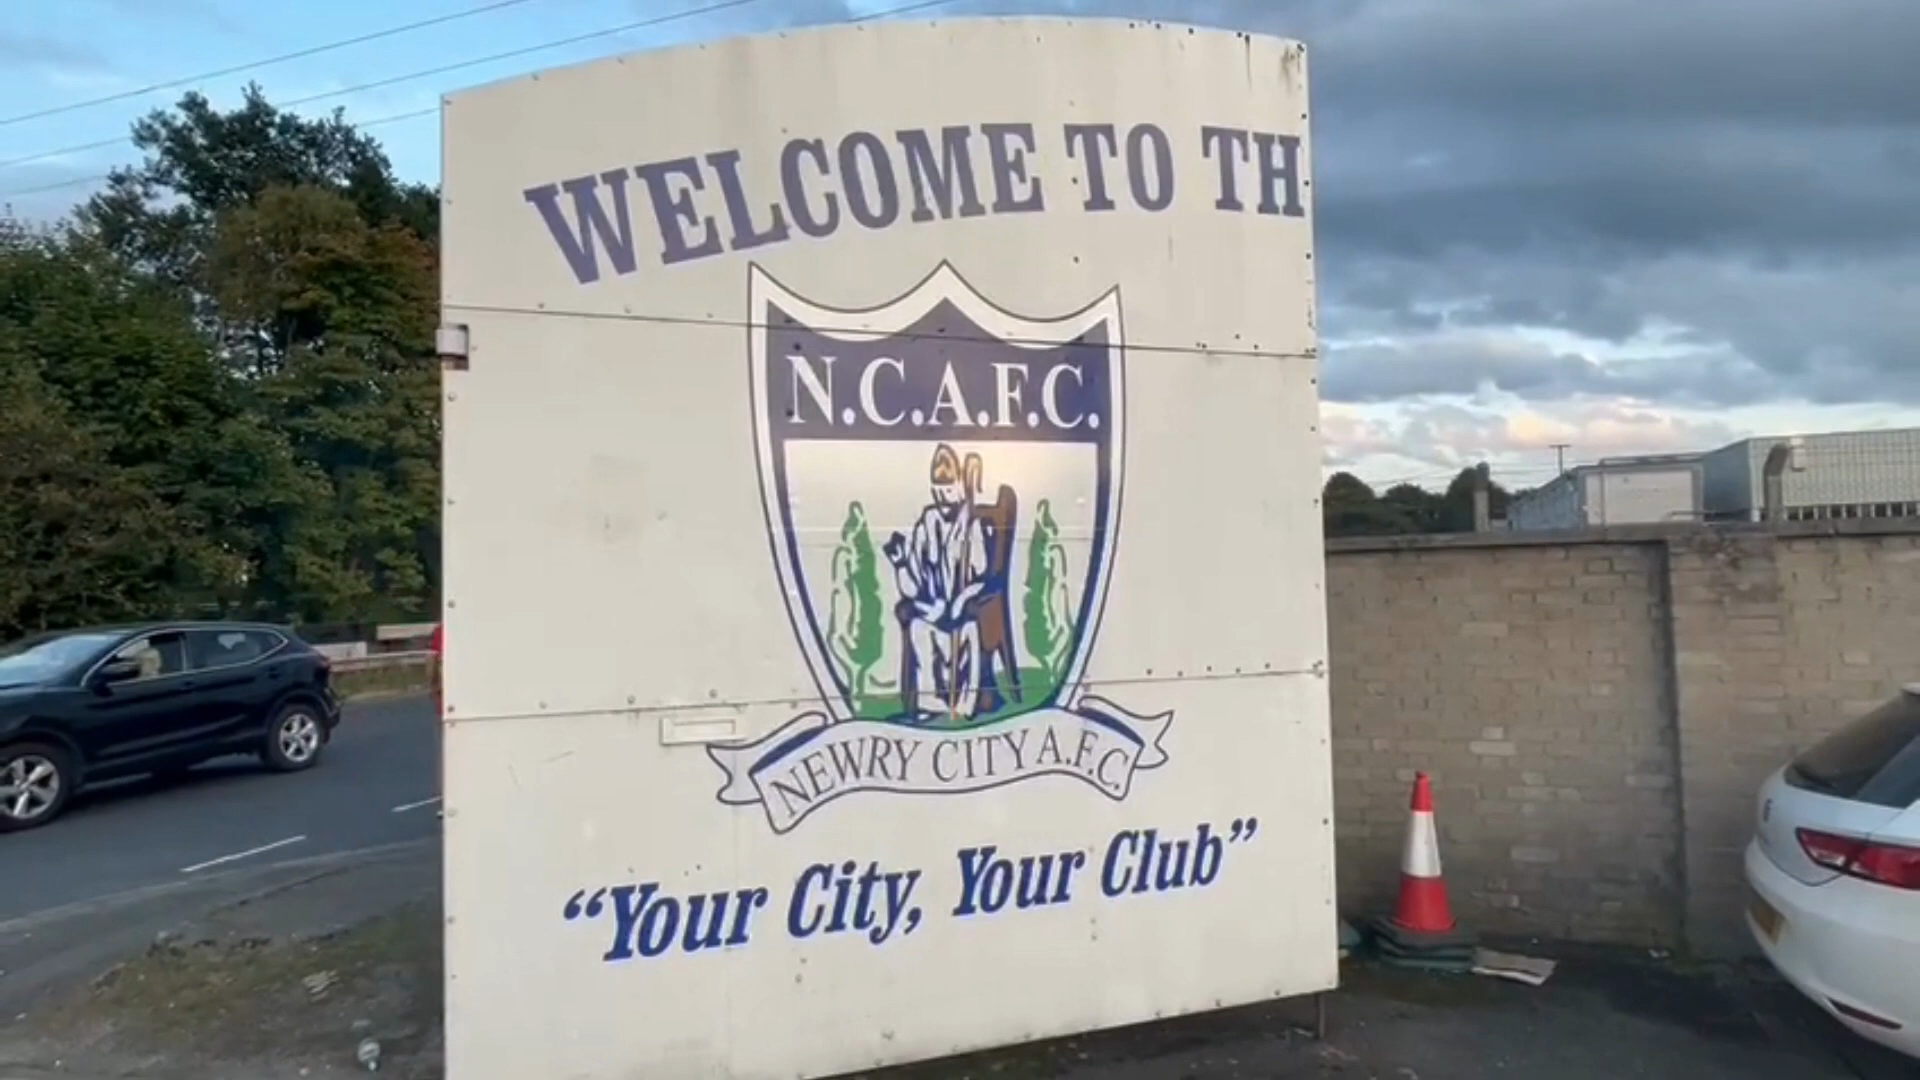 WELCOME TO TH
N.C.A.F.C.
NEWRY CITY A.F.C.
“Your City, Your Club”